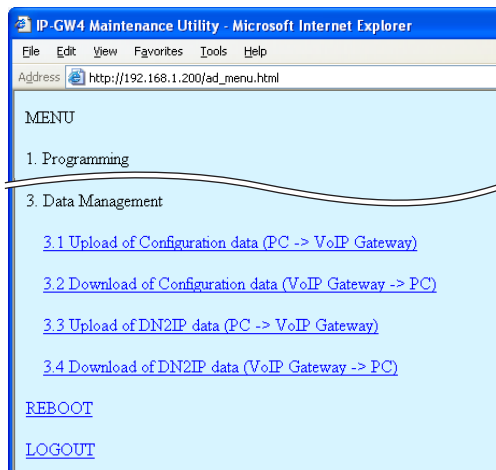 IP-GW4 Maintenance Utility - Microsoft Internet Explorer
File Edit View Favorites Tools Help
Address http://192.168.1.200/ad_menu.html
MENU
1. Programming
3. Data Management
3.1 Upload of Configuration data (PC -> VoIP Gateway)
3.2 Download of Configuration data (VoIP Gateway -> PC)
3.3 Upload of DN2IP data (PC -> VoIP Gateway)
3.4 Download of DN2IP data (VoIP Gateway -> PC)
REBOOT
LOGOUT